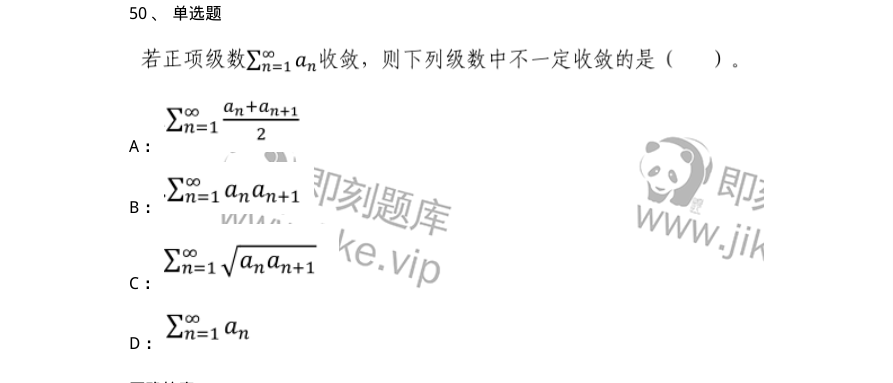 50 、 单选题
若正项级数∑_{n=1}^{∞} a_n收敛，则下列级数中不一定收敛的是（  ）。
A： ∑_{n=1}^{∞} \frac{a_n+a_{n+1}}{2}
B： ∑_{n=1}^{∞} a_n a_{n+1}
即刻题库
即刻
www.jik
ke.vip
C： ∑_{n=1}^{∞} √(a_n a_{n+1})
D： ∑_{n=1}^{∞} a_n